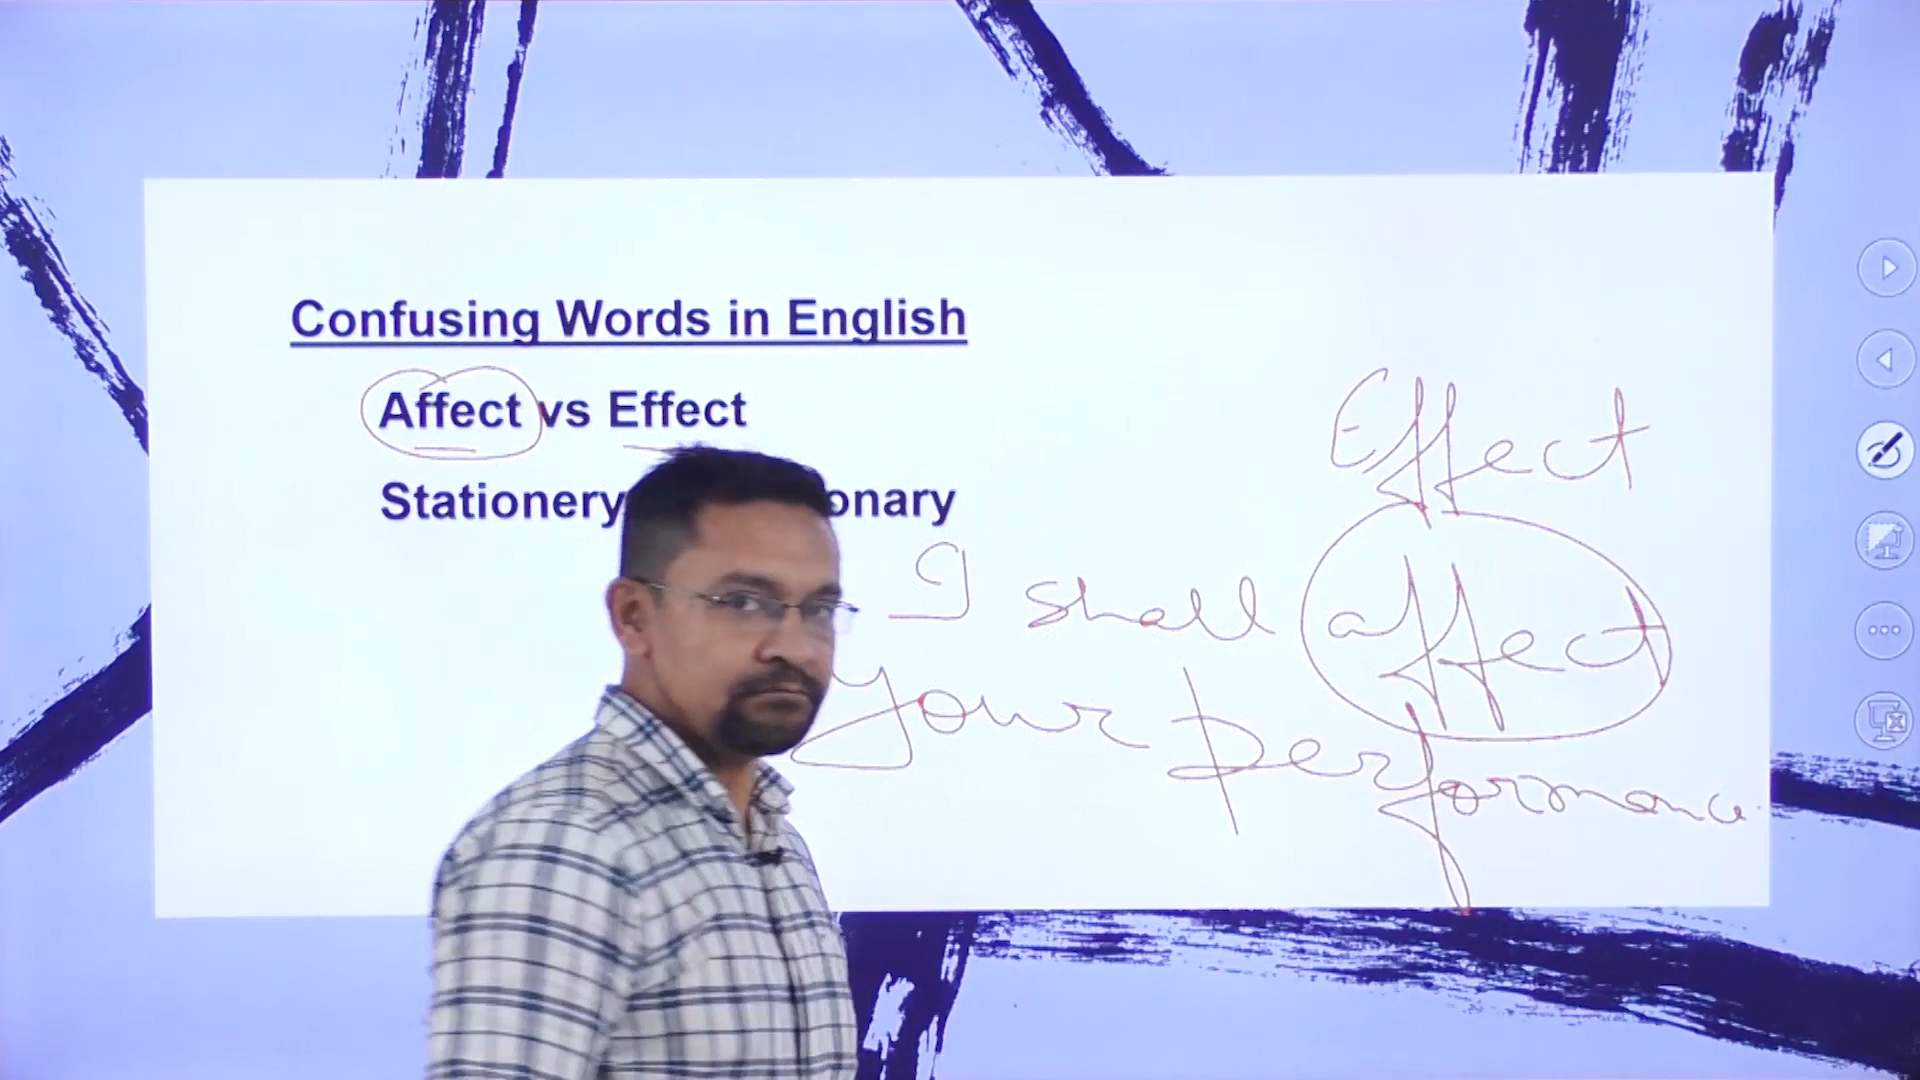 Confusing Words in English
Affect vs Effect
Stationery onary
Effect
I shall affect
your performance